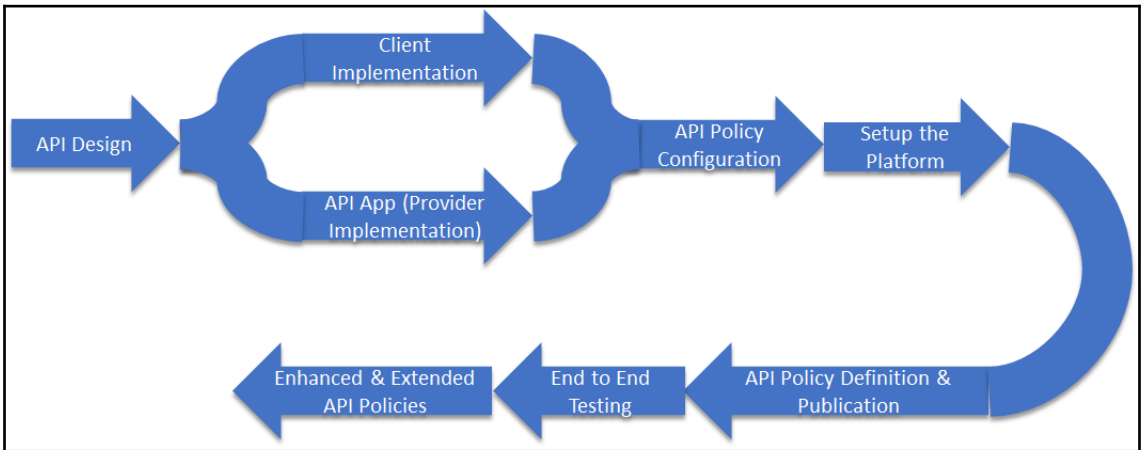 API Design
Client
Implementation
API App (Provider
Implementation)
API Policy
Configuration
Setup the
Platform
API Policy Definition &
Publication
End to End
Testing
Enhanced & Extended
API Policies